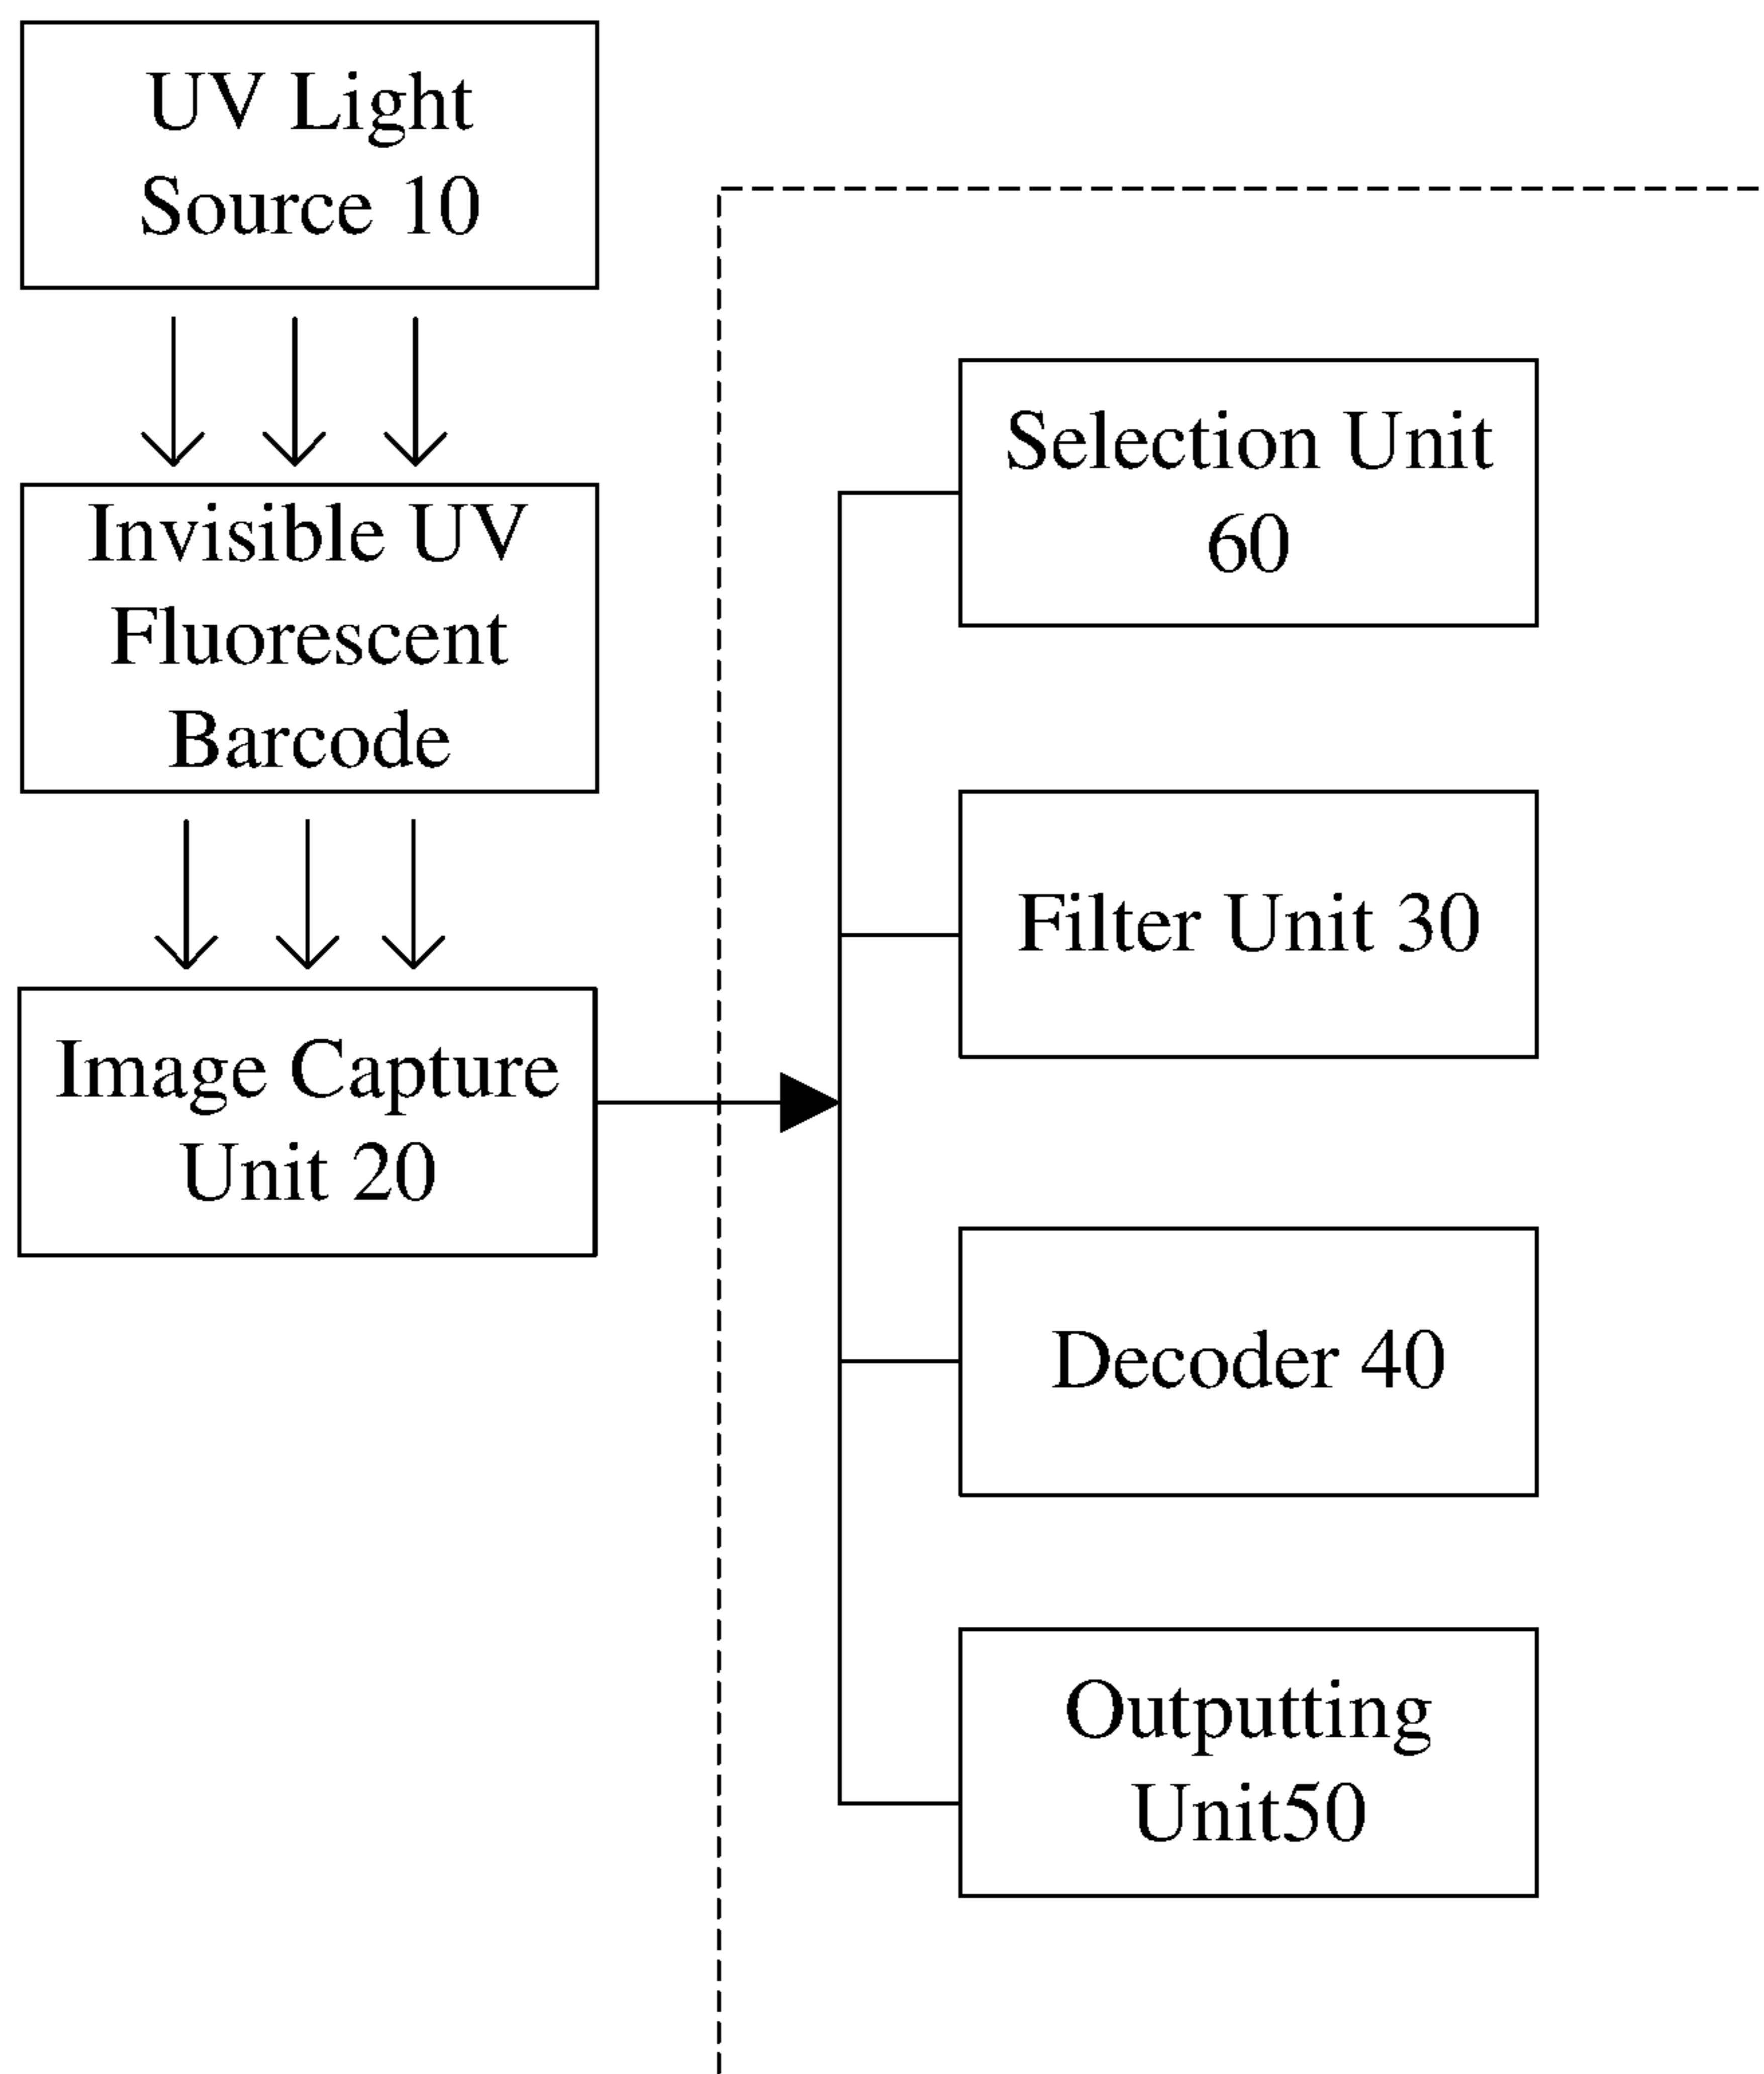 UV Light
Source 10
Invisible UV
Fluorescent
Barcode
Image Capture
Unit 20
Selection Unit
60
Filter Unit 30
Decoder 40
Outputting
Unit50